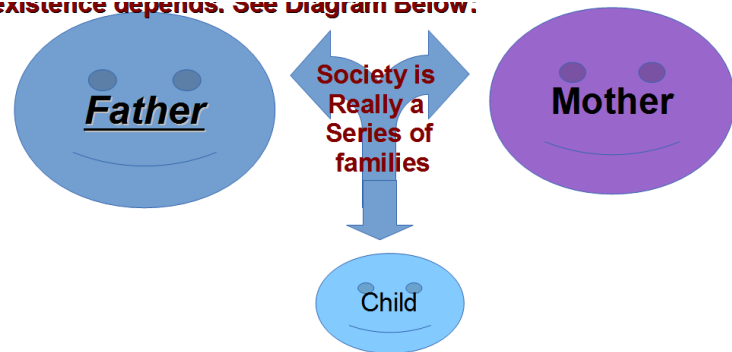 existence depends. See Diagram Below:
Society is
Really a
Series of
families
Father
Mother
Child